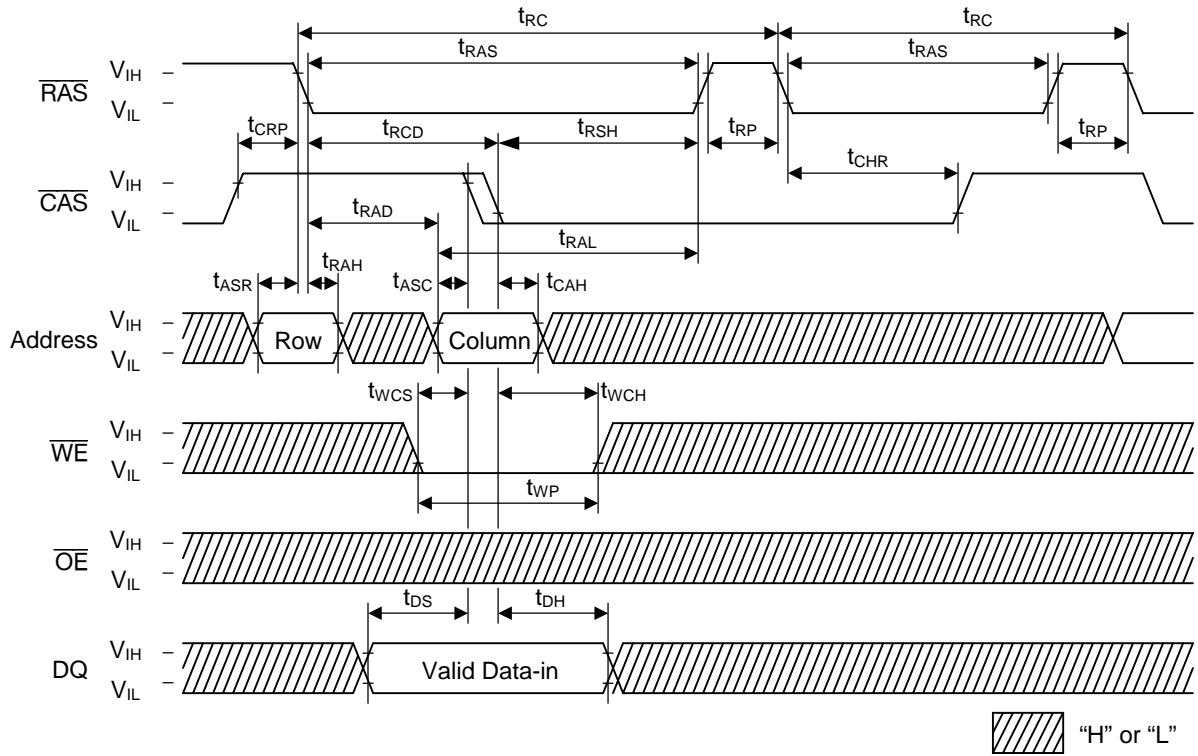 tRC tRC
tRAS tRAS
VIH
RAS
VIL
tCRP tRCD tRSH tRP tCHR tRP
VIH
CAS
VIL
tRAD
tRAL
tASR tRAH tASC tCAH
VIH
Address Row Column
VIL
tWCS tWCH
VIH
WE
VIL
tWP
VIH
OE
VIL
tDS tDH
VIH
DQ Valid Data-in
VIL
“H” or “L”